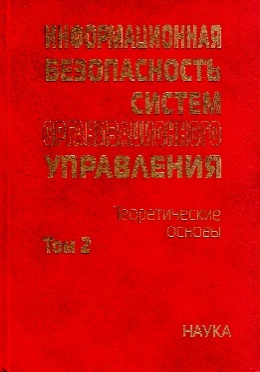 ИНФОРМАЦИОННАЯ
БЕЗОПАСНОСТЬ
СИСТЕМ
ОРГАНИЗАЦИОННОГО
УПРАВЛЕНИЯ
Теоретические
основы
Том 2
НАУКА